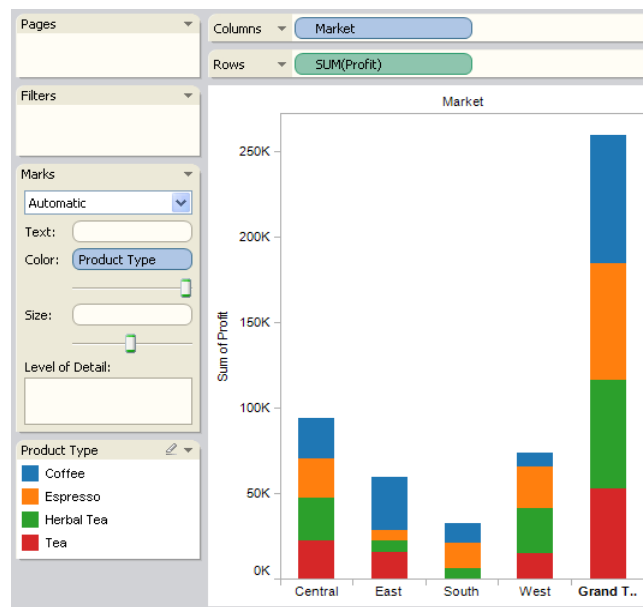 Pages
Columns
Market
Rows
SUM(Profit)
Filters
Marks
Automatic
Text:
Color:
Product Type
Size:
Level of Detail:
Product Type
Coffee
Espresso
Herbal Tea
Tea
Market
Sum of Profit
250K
200K
150K
100K
50K
0K
Central
East
South
West
Grand T..